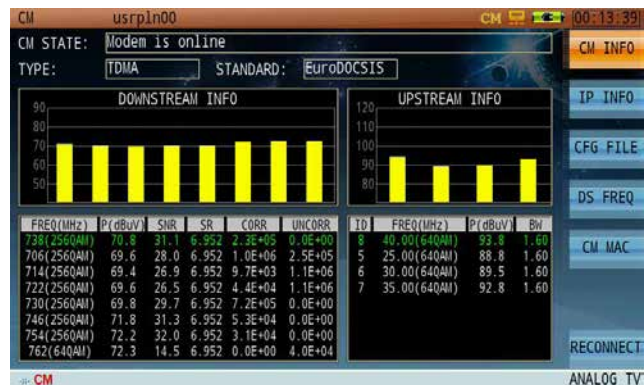 CM usrpln00 CM 00:13:39
CM STATE: Modem is online
TYPE: TDMA STANDARD: EuroDOCSIS
CM INFO
IP INFO
CFG FILE
DS FREQ
CM MAC
RECONNECT
ANALOG TV
DOWNSTREAM INFO
90
80
70
60
50
UPSTREAM INFO
120
110
100
90
80
FREQ(MHz) P(dBuV) SNR SR CORR UNCORR
738(256QAM) 70.8 31.1 6.952 2.3E+05 0.0E+00
706(256QAM) 69.6 28.0 6.952 1.0E+06 2.5E+05
714(256QAM) 69.4 26.9 6.952 9.7E+03 1.1E+06
722(256QAM) 69.6 26.5 6.952 4.4E+04 1.1E+06
730(256QAM) 69.8 29.7 6.952 7.2E+05 0.0E+00
746(256QAM) 71.8 31.3 6.952 5.3E+04 0.0E+00
754(256QAM) 72.2 32.0 6.952 3.1E+04 0.0E+00
762(64QAM) 72.3 14.5 6.952 0.0E+00 4.0E+04
ID FREQ(MHz) P(dBuV) BW
8 40.00(64QAM) 93.8 1.60
5 25.00(64QAM) 88.8 1.60
6 30.00(64QAM) 89.5 1.60
7 35.00(64QAM) 92.8 1.60
CM